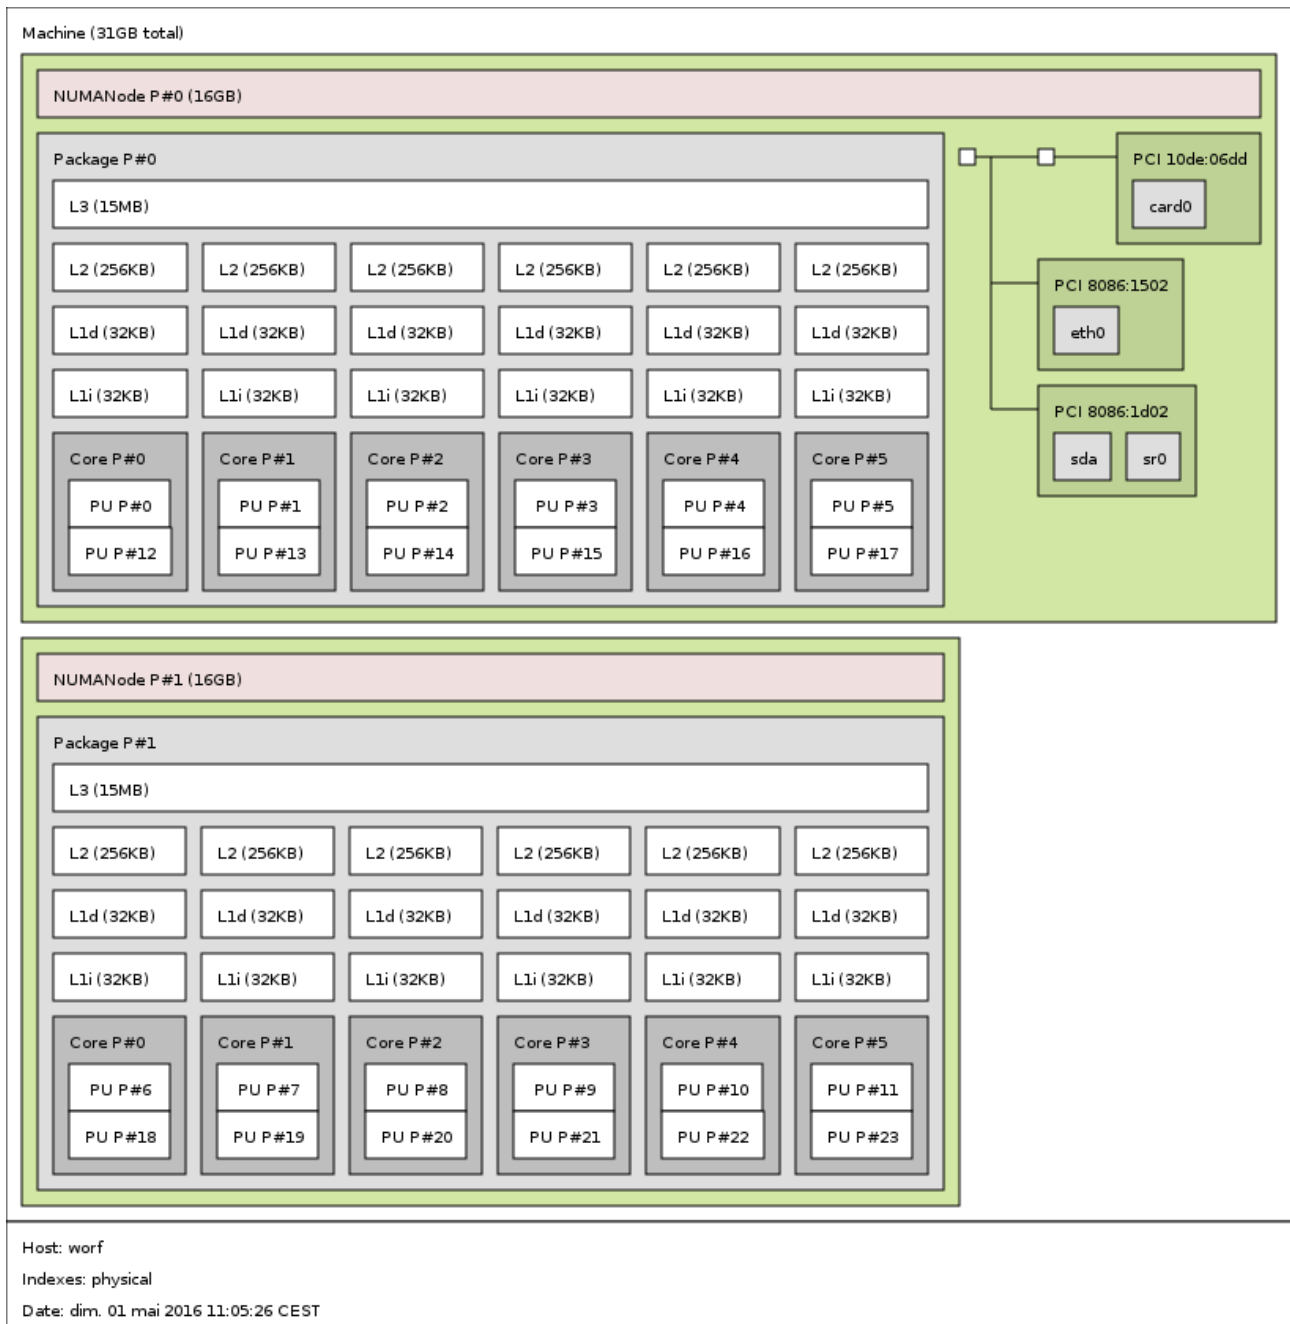 Machine (31GB total)
NUMANode P#0 (16GB)
Package P#0
L3 (15MB)
L2 (256KB) L2 (256KB) L2 (256KB) L2 (256KB) L2 (256KB) L2 (256KB)
L1d (32KB) L1d (32KB) L1d (32KB) L1d (32KB) L1d (32KB) L1d (32KB)
L1i (32KB) L1i (32KB) L1i (32KB) L1i (32KB) L1i (32KB) L1i (32KB)
Core P#0 Core P#1 Core P#2 Core P#3 Core P#4 Core P#5
PU P#0 PU P#1 PU P#2 PU P#3 PU P#4 PU P#5
PU P#12 PU P#13 PU P#14 PU P#15 PU P#16 PU P#17
PCI 10de:06dd
card0
PCI 8086:1502
eth0
PCI 8086:1d02
sda sr0
NUMANode P#1 (16GB)
Package P#1
L3 (15MB)
L2 (256KB) L2 (256KB) L2 (256KB) L2 (256KB) L2 (256KB) L2 (256KB)
L1d (32KB) L1d (32KB) L1d (32KB) L1d (32KB) L1d (32KB) L1d (32KB)
L1i (32KB) L1i (32KB) L1i (32KB) L1i (32KB) L1i (32KB) L1i (32KB)
Core P#0 Core P#1 Core P#2 Core P#3 Core P#4 Core P#5
PU P#6 PU P#7 PU P#8 PU P#9 PU P#10 PU P#11
PU P#18 PU P#19 PU P#20 PU P#21 PU P#22 PU P#23
Host: worf
Indexes: physical
Date: dim. 01 mai 2016 11:05:26 CEST